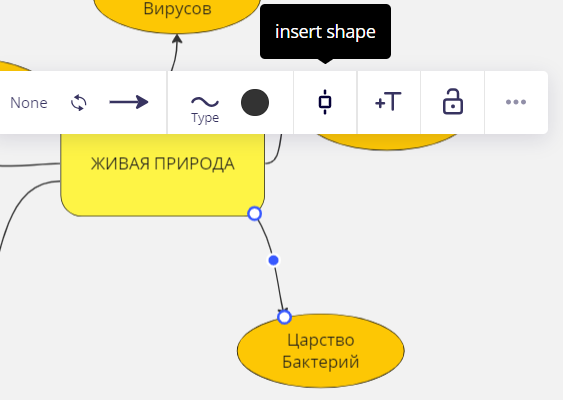 Вирусов
insert shape
None
Type
+T
ЖИВАЯ ПРИРОДА
Царство
Бактерий